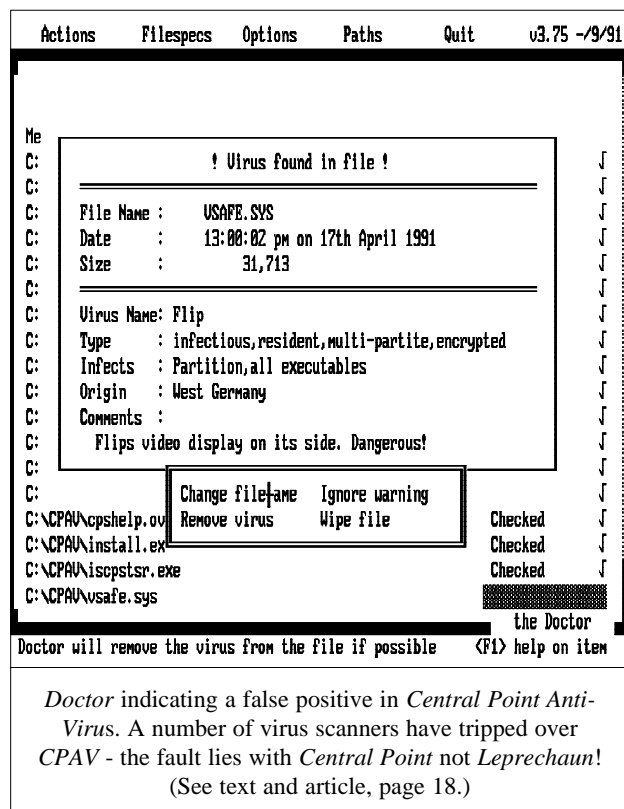 Actions Filespecs Options Paths Quit v3.75 -/9/91
Me
C: ! Virus found in file ! √
C: √
C: File Name : VSAFE.SYS √
C: Date : 13:00:02 pm on 17th April 1991 √
C: Size : 31,713 √
C: √
C: Virus Name: Flip √
C: Type : infectious,resident,multi-partite,encrypted √
C: Infects : Partition,all executables √
C: Origin : West Germany √
C: Comments : √
C: Flips video display on its side. Dangerous! √
C: √
C: Change file ame Ignore warning √
C:\CPAV\cpshelp.ov Remove virus Wipe file Checked √
C:\CPAV\install.ex Checked √
C:\CPAV\iscpstsr.exe Checked √
C:\CPAV\vsafe.sys
the Doctor
Doctor will remove the virus from the file if possible <F1> help on item
Doctor indicating a false positive in Central Point Anti-
Virus. A number of virus scanners have tripped over
CPAV - the fault lies with Central Point not Leprechaun!
(See text and article, page 18.)